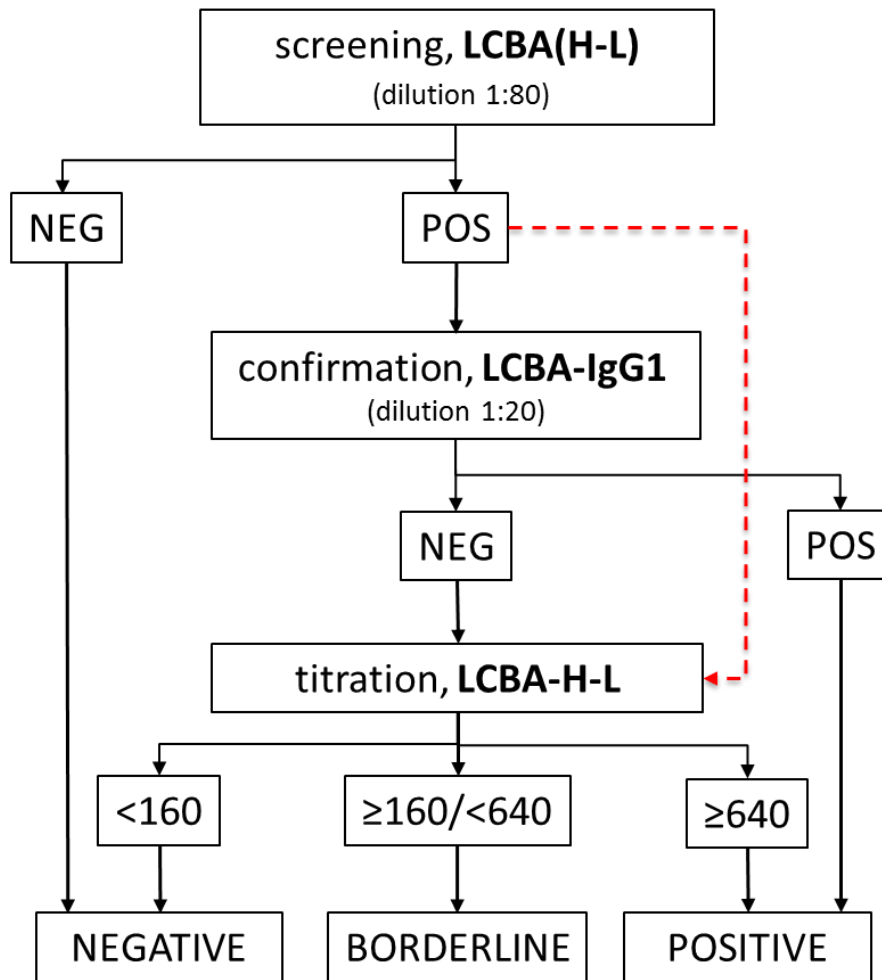 screening, LCBA(H-L)
(dilution 1:80)
NEG
POS
confirmation, LCBA-IgG1
(dilution 1:20)
NEG
POS
titration, LCBA-H-L
<160
≥160/<640
≥640
NEGATIVE
BORDERLINE
POSITIVE